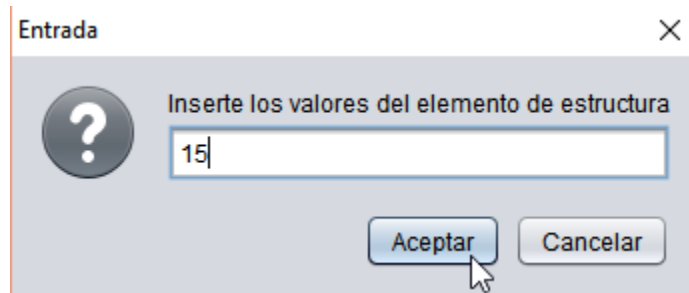 Entrada
Inserte los valores del elemento de estructura
15
Aceptar
Cancelar